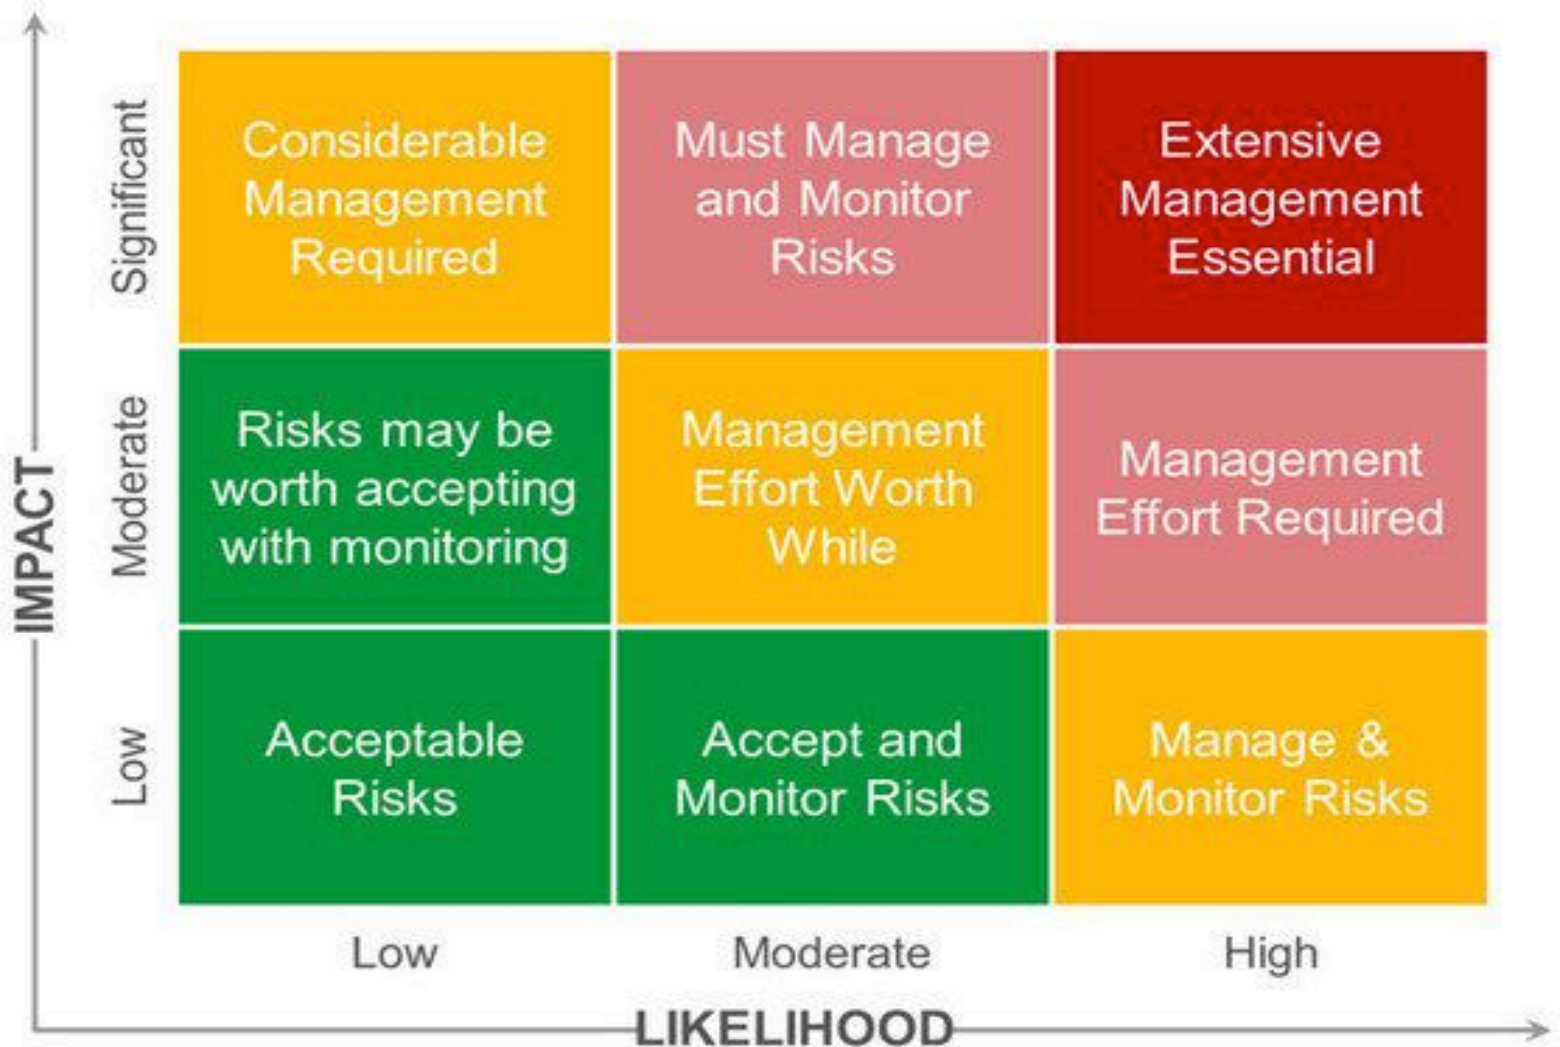 Considerable
Management
Required
Must Manage
and Monitor
Risks
Extensive
Management
Essential
Significant
Risks may be
worth accepting
with monitoring
Management
Effort Worth
While
Management
Effort Required
Moderate
IMPACT
Acceptable
Risks
Accept and
Monitor Risks
Manage &
Monitor Risks
Low
Low
Moderate
High
LIKELIHOOD